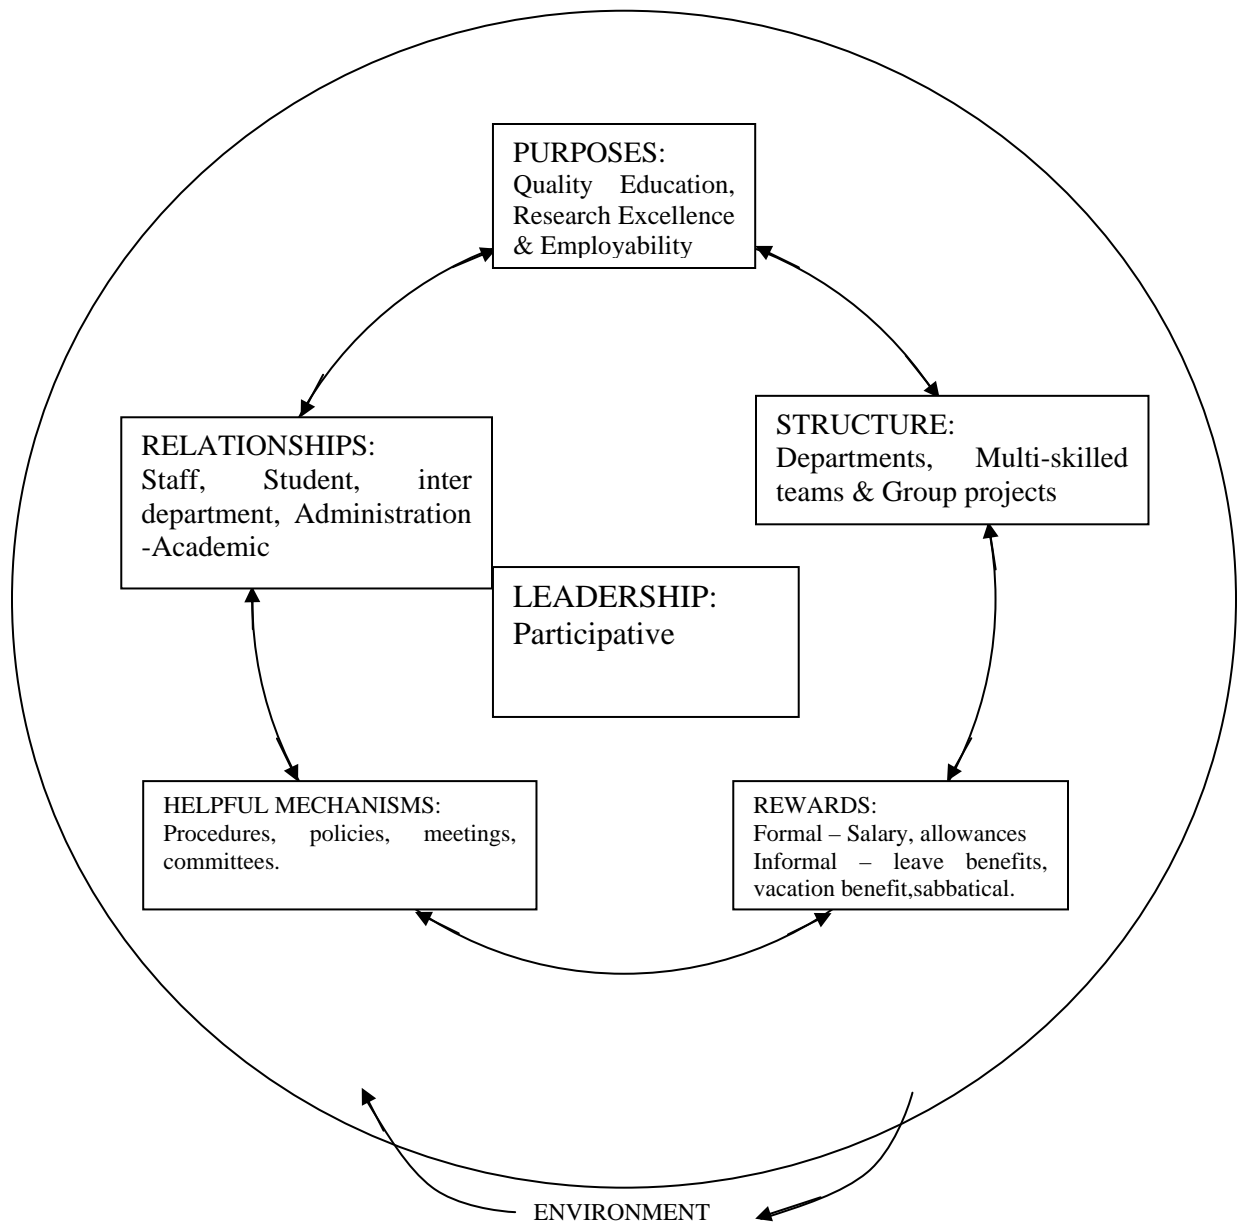 PURPOSES:
Quality Education,
Research Excellence
& Employability
RELATIONSHIPS:
Staff, Student, inter
department, Administration
-Academic
STRUCTURE:
Departments, Multi-skilled
teams & Group projects
LEADERSHIP:
Participative
HELPFUL MECHANISMS:
Procedures, policies, meetings,
committees.
REWARDS:
Formal – Salary, allowances
Informal – leave benefits,
vacation benefit,sabbatical.
ENVIRONMENT